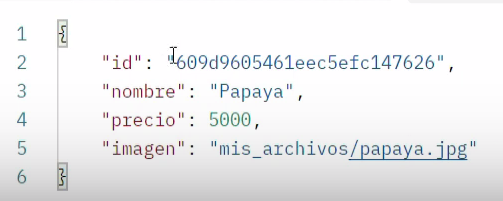 1 {
2 "id": "609d9605461eec5efc147626",
3 "nombre": "Papaya",
4 "precio": 5000,
5 "imagen": "mis_archivos/papaya.jpg"
6 }